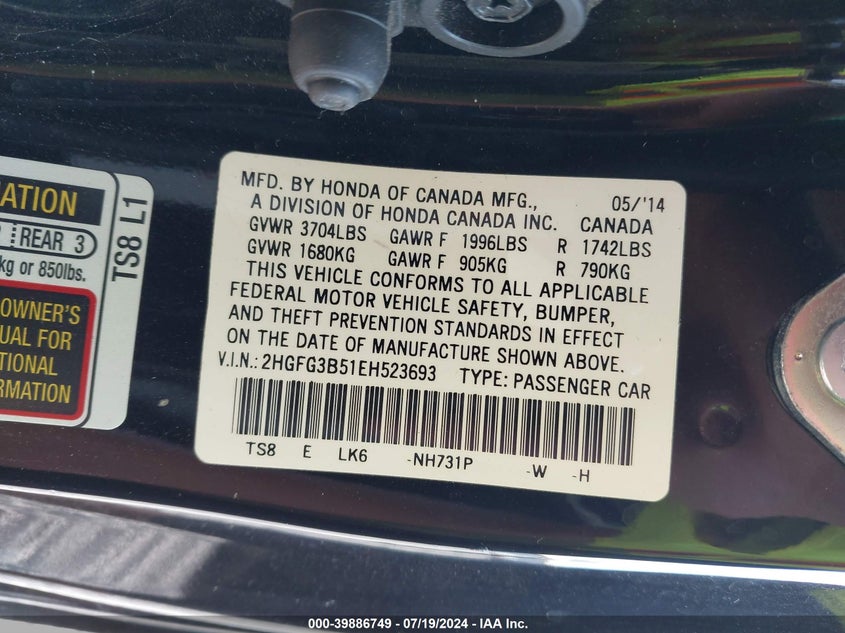 ATION
REAR 3
kg or 850lbs.
OWNER'S
UAL FOR
TIONAL
RMATION
TS8 L1
MFD. BY HONDA OF CANADA MFG., 05/'14
A DIVISION OF HONDA CANADA INC. CANADA
GVWR 3704LBS GAWR F 1996LBS R 1742LBS
GVWR 1680KG GAWR F 905KG R 790KG
THIS VEHICLE CONFORMS TO ALL APPLICABLE
FEDERAL MOTOR VEHICLE SAFETY, BUMPER,
AND THEFT PREVENTION STANDARDS IN EFFECT
ON THE DATE OF MANUFACTURE SHOWN ABOVE.
V.I.N.: 2HGFG3B51EH523693 TYPE: PASSENGER CAR
TS8 E LK6 -NH731P -W -H
000-39886749 - 07/19/2024 - IAA Inc.